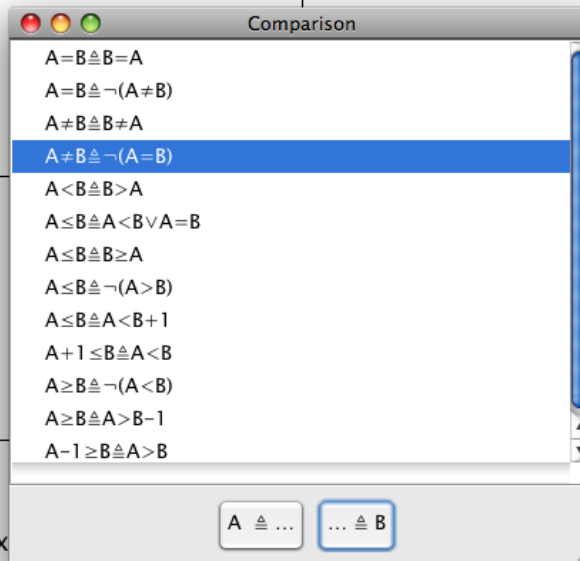 Comparison
A=B≙B=A
A=B≙¬(A≠B)
A≠B≙B≠A
A≠B≙¬(A=B)
A<B≙B>A
A≤B≙A<B∨A=B
A≤B≙B≥A
A≤B≙¬(A>B)
A≤B≙A<B+1
A+1≤B≙A<B
A≥B≙¬(A<B)
A≥B≙A>B−1
A−1≥B≙A>B
A ≙ … … ≙ B
x